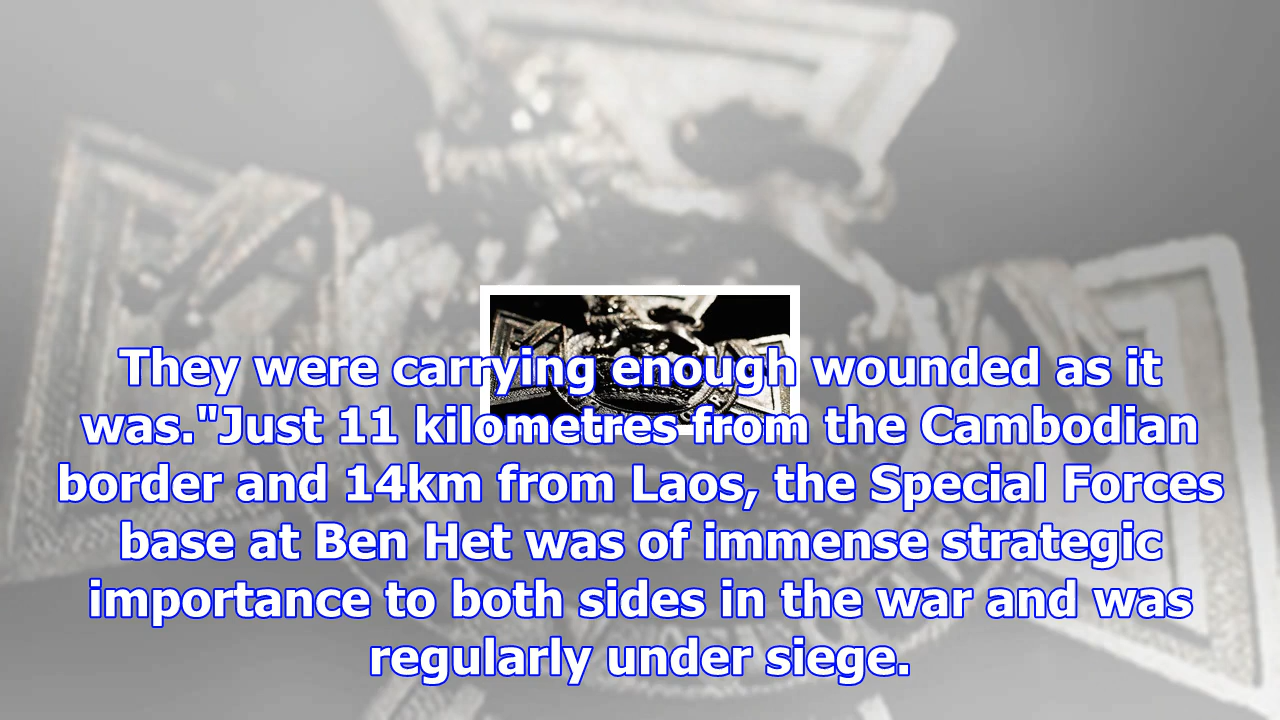 They were carrying enough wounded as it
was."Just 11 kilometres from the Cambodian
border and 14km from Laos, the Special Forces
base at Ben Het was of immense strategic
importance to both sides in the war and was
regularly under siege.